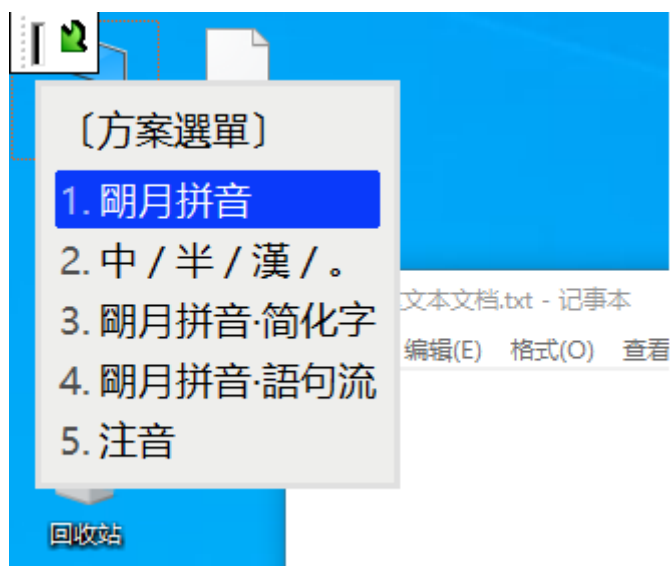 〔方案選單〕
1. 朙月拼音
2. 中 / 半 / 漢 / 。
3. 朙月拼音·简化字
4. 朙月拼音·語句流
5. 注音
文本文档.txt - 记事本
编辑(E) 格式(O) 查看
回收站